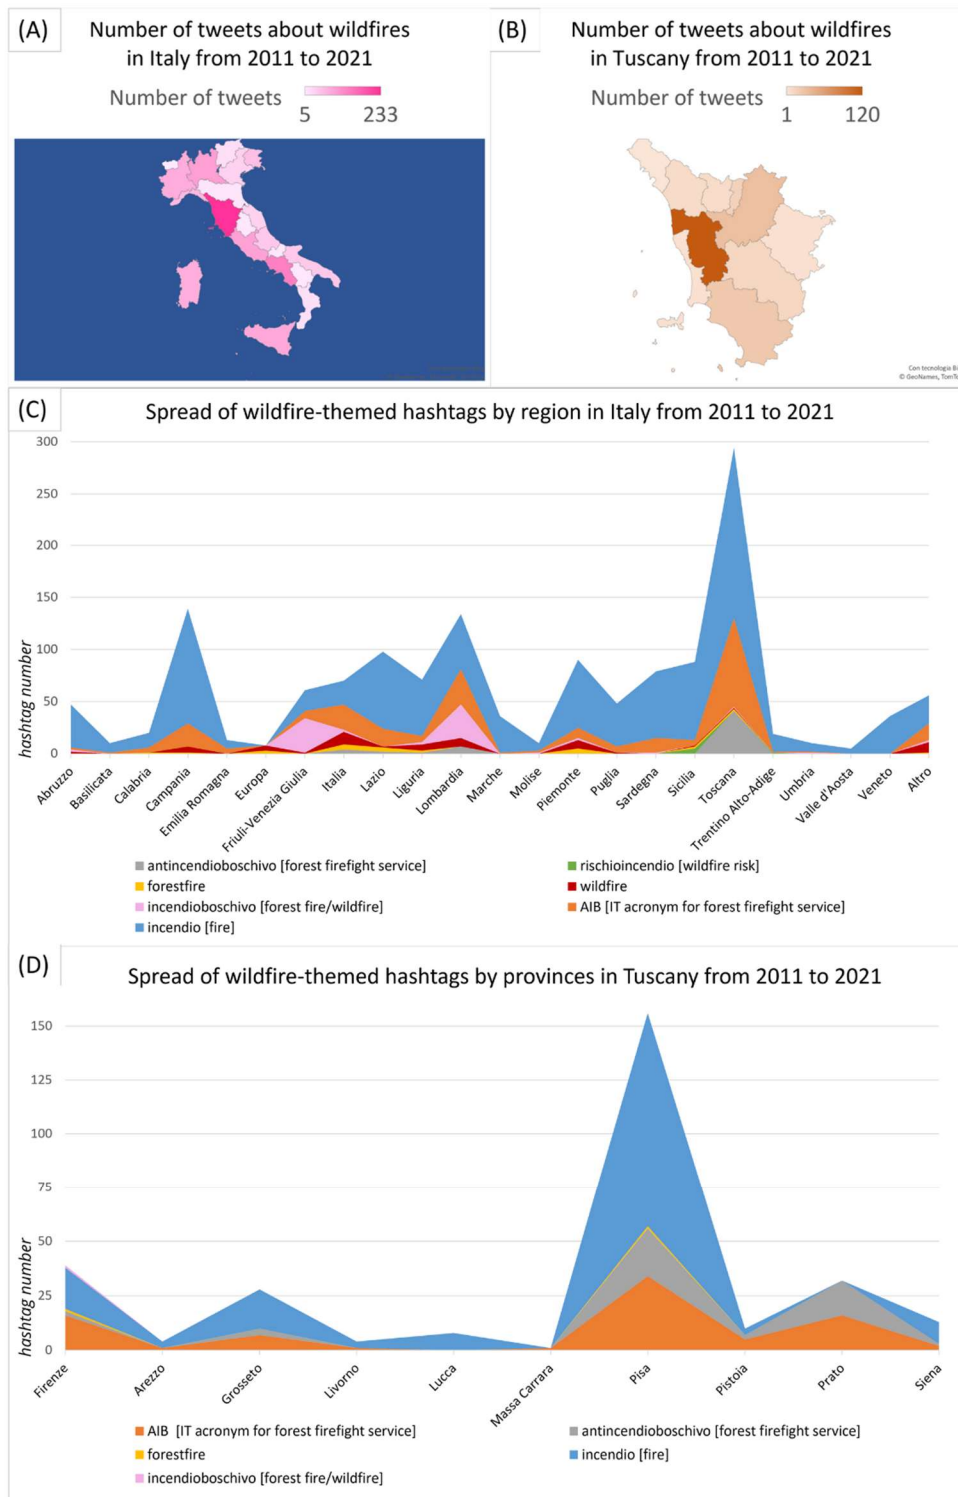 (A)
Number of tweets about wildfires
in Italy from 2011 to 2021
Number of tweets
5 233
(B)
Number of tweets about wildfires
in Tuscany from 2011 to 2021
Number of tweets
1 120
Con tecnologia Bi
© GeoNames, TomTo
(C)
Spread of wildfire-themed hashtags by region in Italy from 2011 to 2021
hashtag number
300
250
200
150
100
50
0
Abruzzo
Basilicata
Calabria
Campania
Emilia Romagna
Europa
Friuli-Venezia Giulia
Italia
Lazio
Liguria
Lombardia
Marche
Molise
Piemonte
Puglia
Sardegna
Sicilia
Toscana
Trentino Alto-Adige
Umbria
Valle d'Aosta
Veneto
Altro
antincendioboschivo [forest firefight service]
rischioincendio [wildfire risk]
forestfire
wildfire
incendioboschivo [forest fire/wildfire]
AIB [IT acronym for forest firefight service]
incendio [fire]
(D)
Spread of wildfire-themed hashtags by provinces in Tuscany from 2011 to 2021
hashtag number
150
125
100
75
50
25
0
Firenze
Arezzo
Grosseto
Livorno
Lucca
Massa Carrara
Pisa
Pistoia
Prato
Siena
AIB [IT acronym for forest firefight service]
antincendioboschivo [forest firefight service]
forestfire
incendio [fire]
incendioboschivo [forest fire/wildfire]